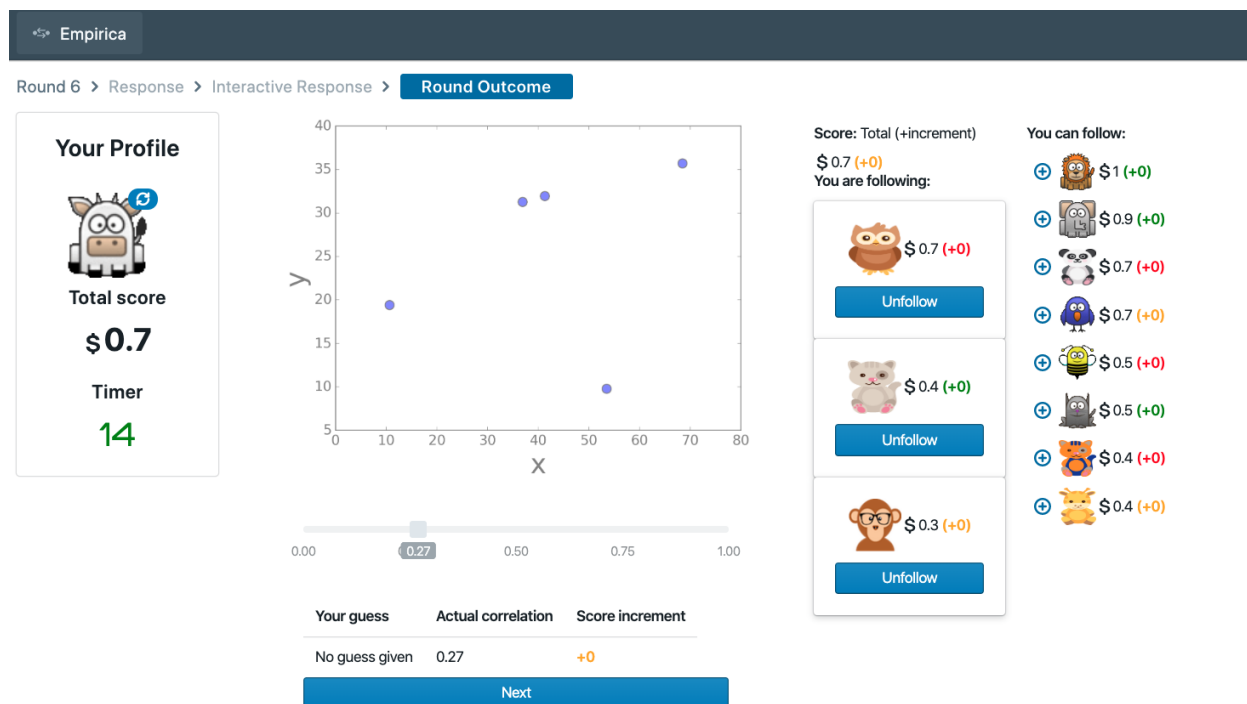 Empirica
Round 6 > Response > Interactive Response > Round Outcome
Your Profile
Total score
$0.7
Timer
14
40
35
30
25
20
15
10
5
y
0 10 20 30 40 50 60 70 80
x
0.00 0.27 0.50 0.75 1.00
Your guess Actual correlation Score increment
No guess given 0.27 +0
Next
Score: Total (+increment)
$ 0.7 (+0)
You are following:
$ 0.7 (+0)
Unfollow
$ 0.4 (+0)
Unfollow
$ 0.3 (+0)
Unfollow
You can follow:
$ 1 (+0)
$ 0.9 (+0)
$ 0.7 (+0)
$ 0.7 (+0)
$ 0.5 (+0)
$ 0.5 (+0)
$ 0.4 (+0)
$ 0.4 (+0)